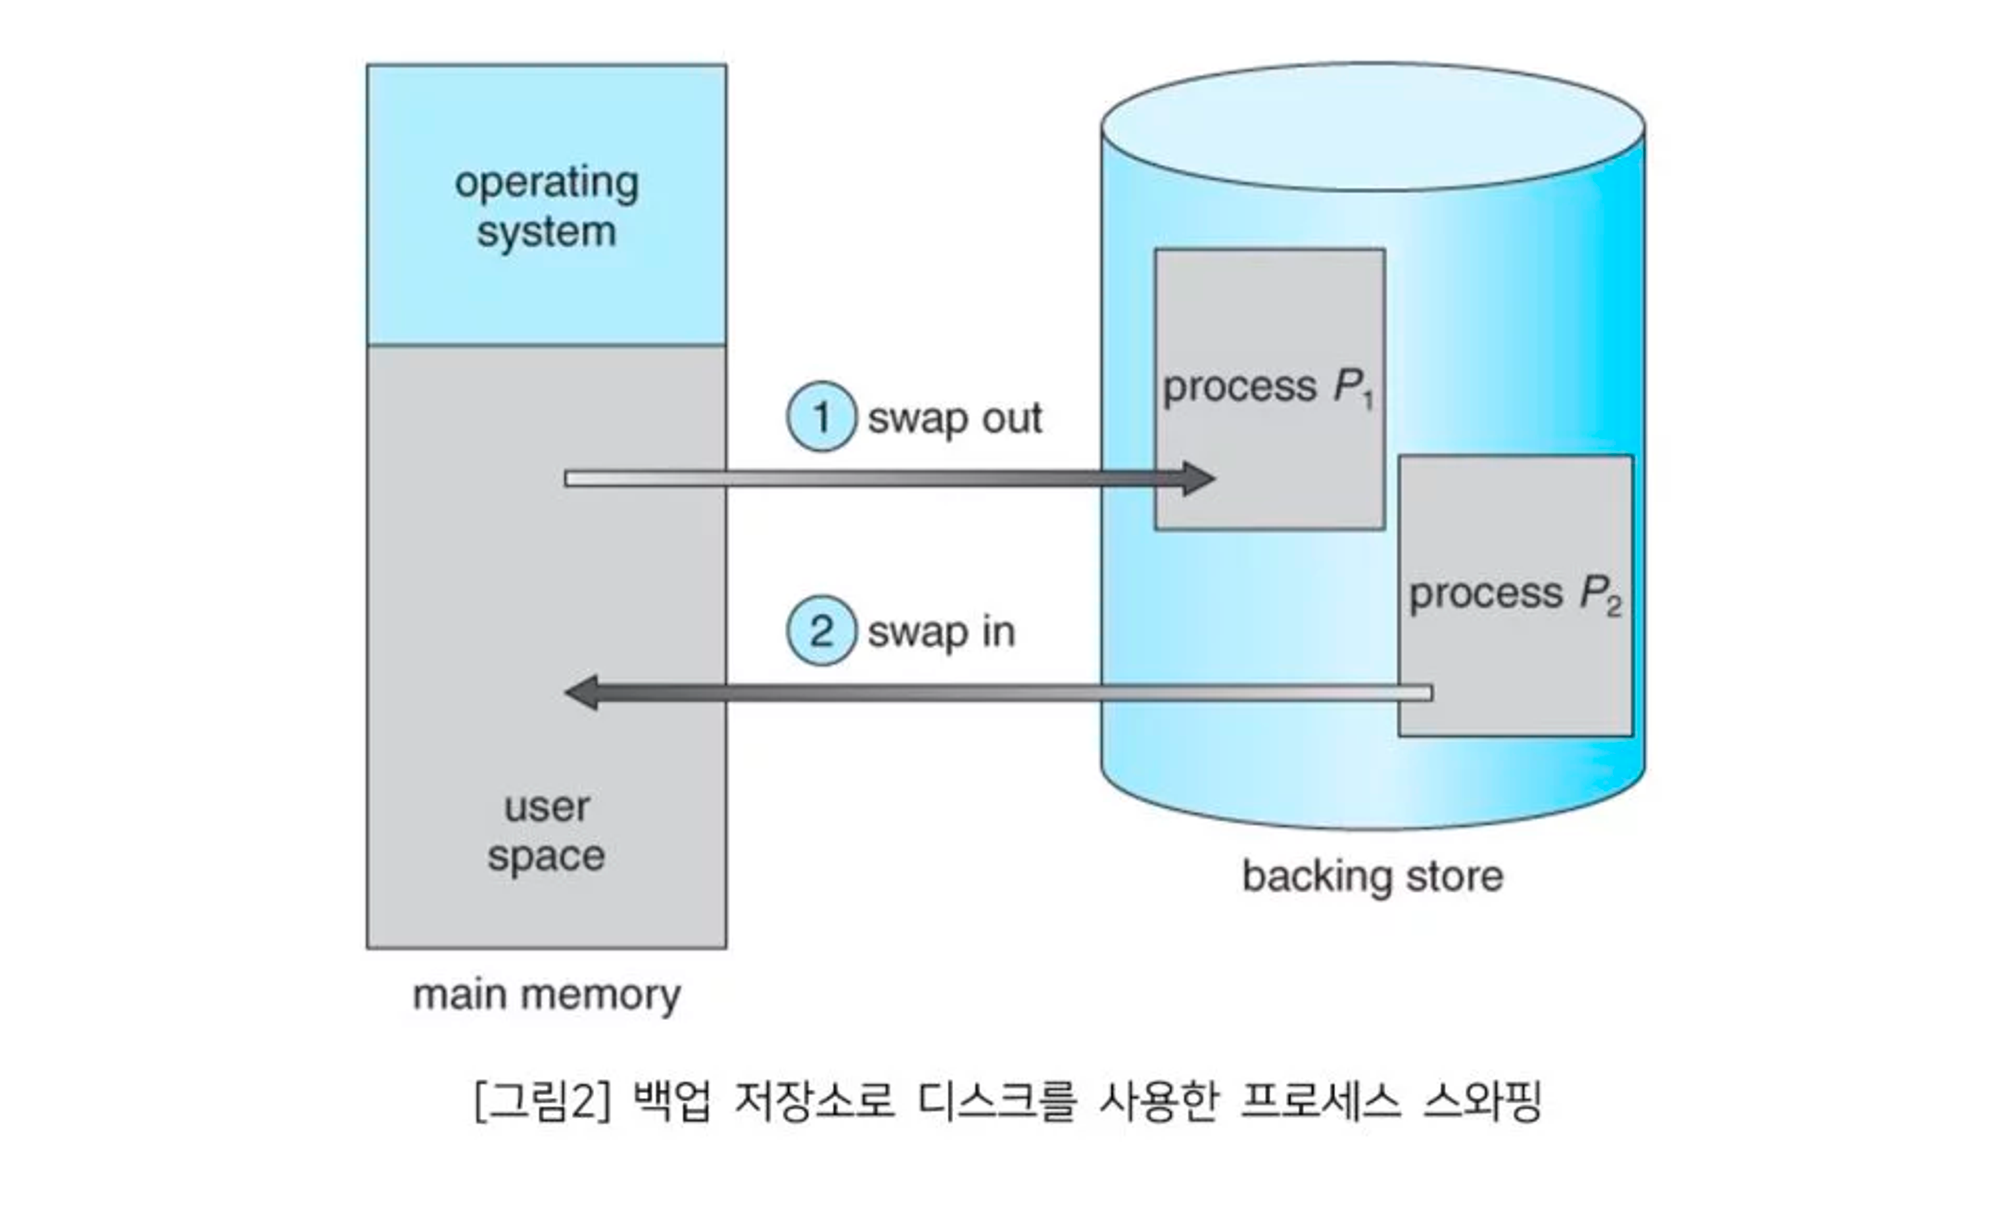 operating
system
1 swap out
process P1
2 swap in
process P2
user
space
backing store
main memory
[그림2] 백업 저장소로 디스크를 사용한 프로세스 스와핑